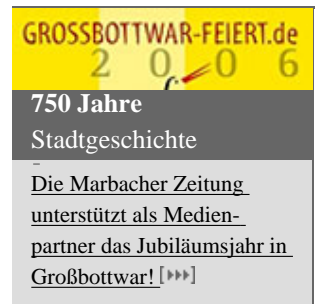 GROSSBOTTWAR-FEIERT.de
2 0 0 6
750 Jahre
Stadtgeschichte
Die Marbacher Zeitung
unterstützt als Medien-
partner das Jubiläumsjahr in
Großbottwar! [▸▸▸]